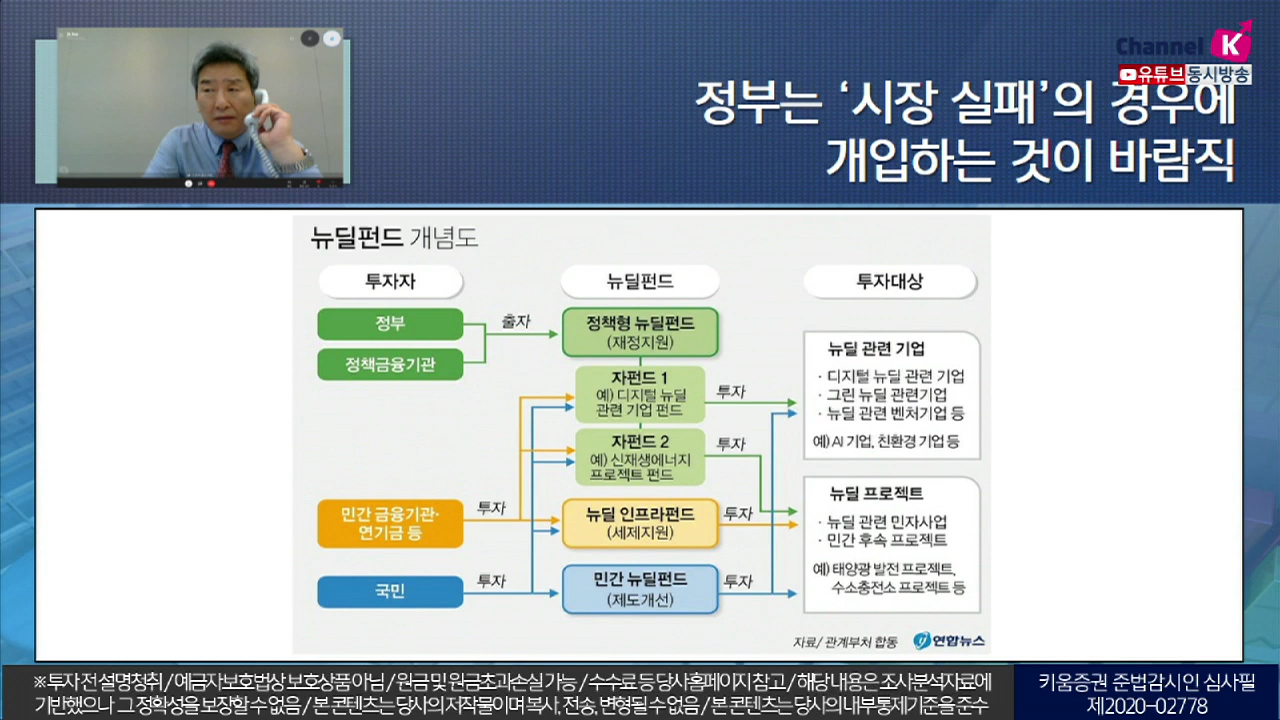 Channel K
유튜브동시방송
정부는 ‘시장 실패’의 경우에
개입하는 것이 바람직
뉴딜펀드 개념도
투자자
뉴딜펀드
투자대상
정부
정책금융기관
출자
정책형 뉴딜펀드
(재정지원)
자펀드 1
예) 디지털 뉴딜
관련 기업 펀드
투자
자펀드 2
예) 신재생에너지
프로젝트 펀드
투자
뉴딜 관련 기업
· 디지털 뉴딜 관련 기업
· 그린 뉴딜 관련기업
· 뉴딜 관련 벤처기업 등
예) AI 기업, 친환경 기업 등
민간 금융기관·
연기금 등
투자
뉴딜 인프라펀드
(세제지원)
투자
국민
투자
민간 뉴딜펀드
(제도개선)
투자
뉴딜 프로젝트
· 뉴딜 관련 민자사업
· 민간 후속 프로젝트
예) 태양광 발전 프로젝트,
수소충전소 프로젝트 등
자료/ 관계부처 합동
연합뉴스
※ 투자 전 설명청취 / 예금자보호법상 보호상품 아님 / 원금 및 원금초과손실 가능 / 수수료 등 당사홈페이지 참고 / 해당 내용은 조사분석자료에
기반했으나 그 정확성을 보장할 수 없음 / 본 콘텐츠는 당사의 저작물이며 복사, 전송, 변형될 수 없음 / 본 콘텐츠는 당사의 내부통제기준을 준수
키움증권 준법감시인 심사필
제2020-02778